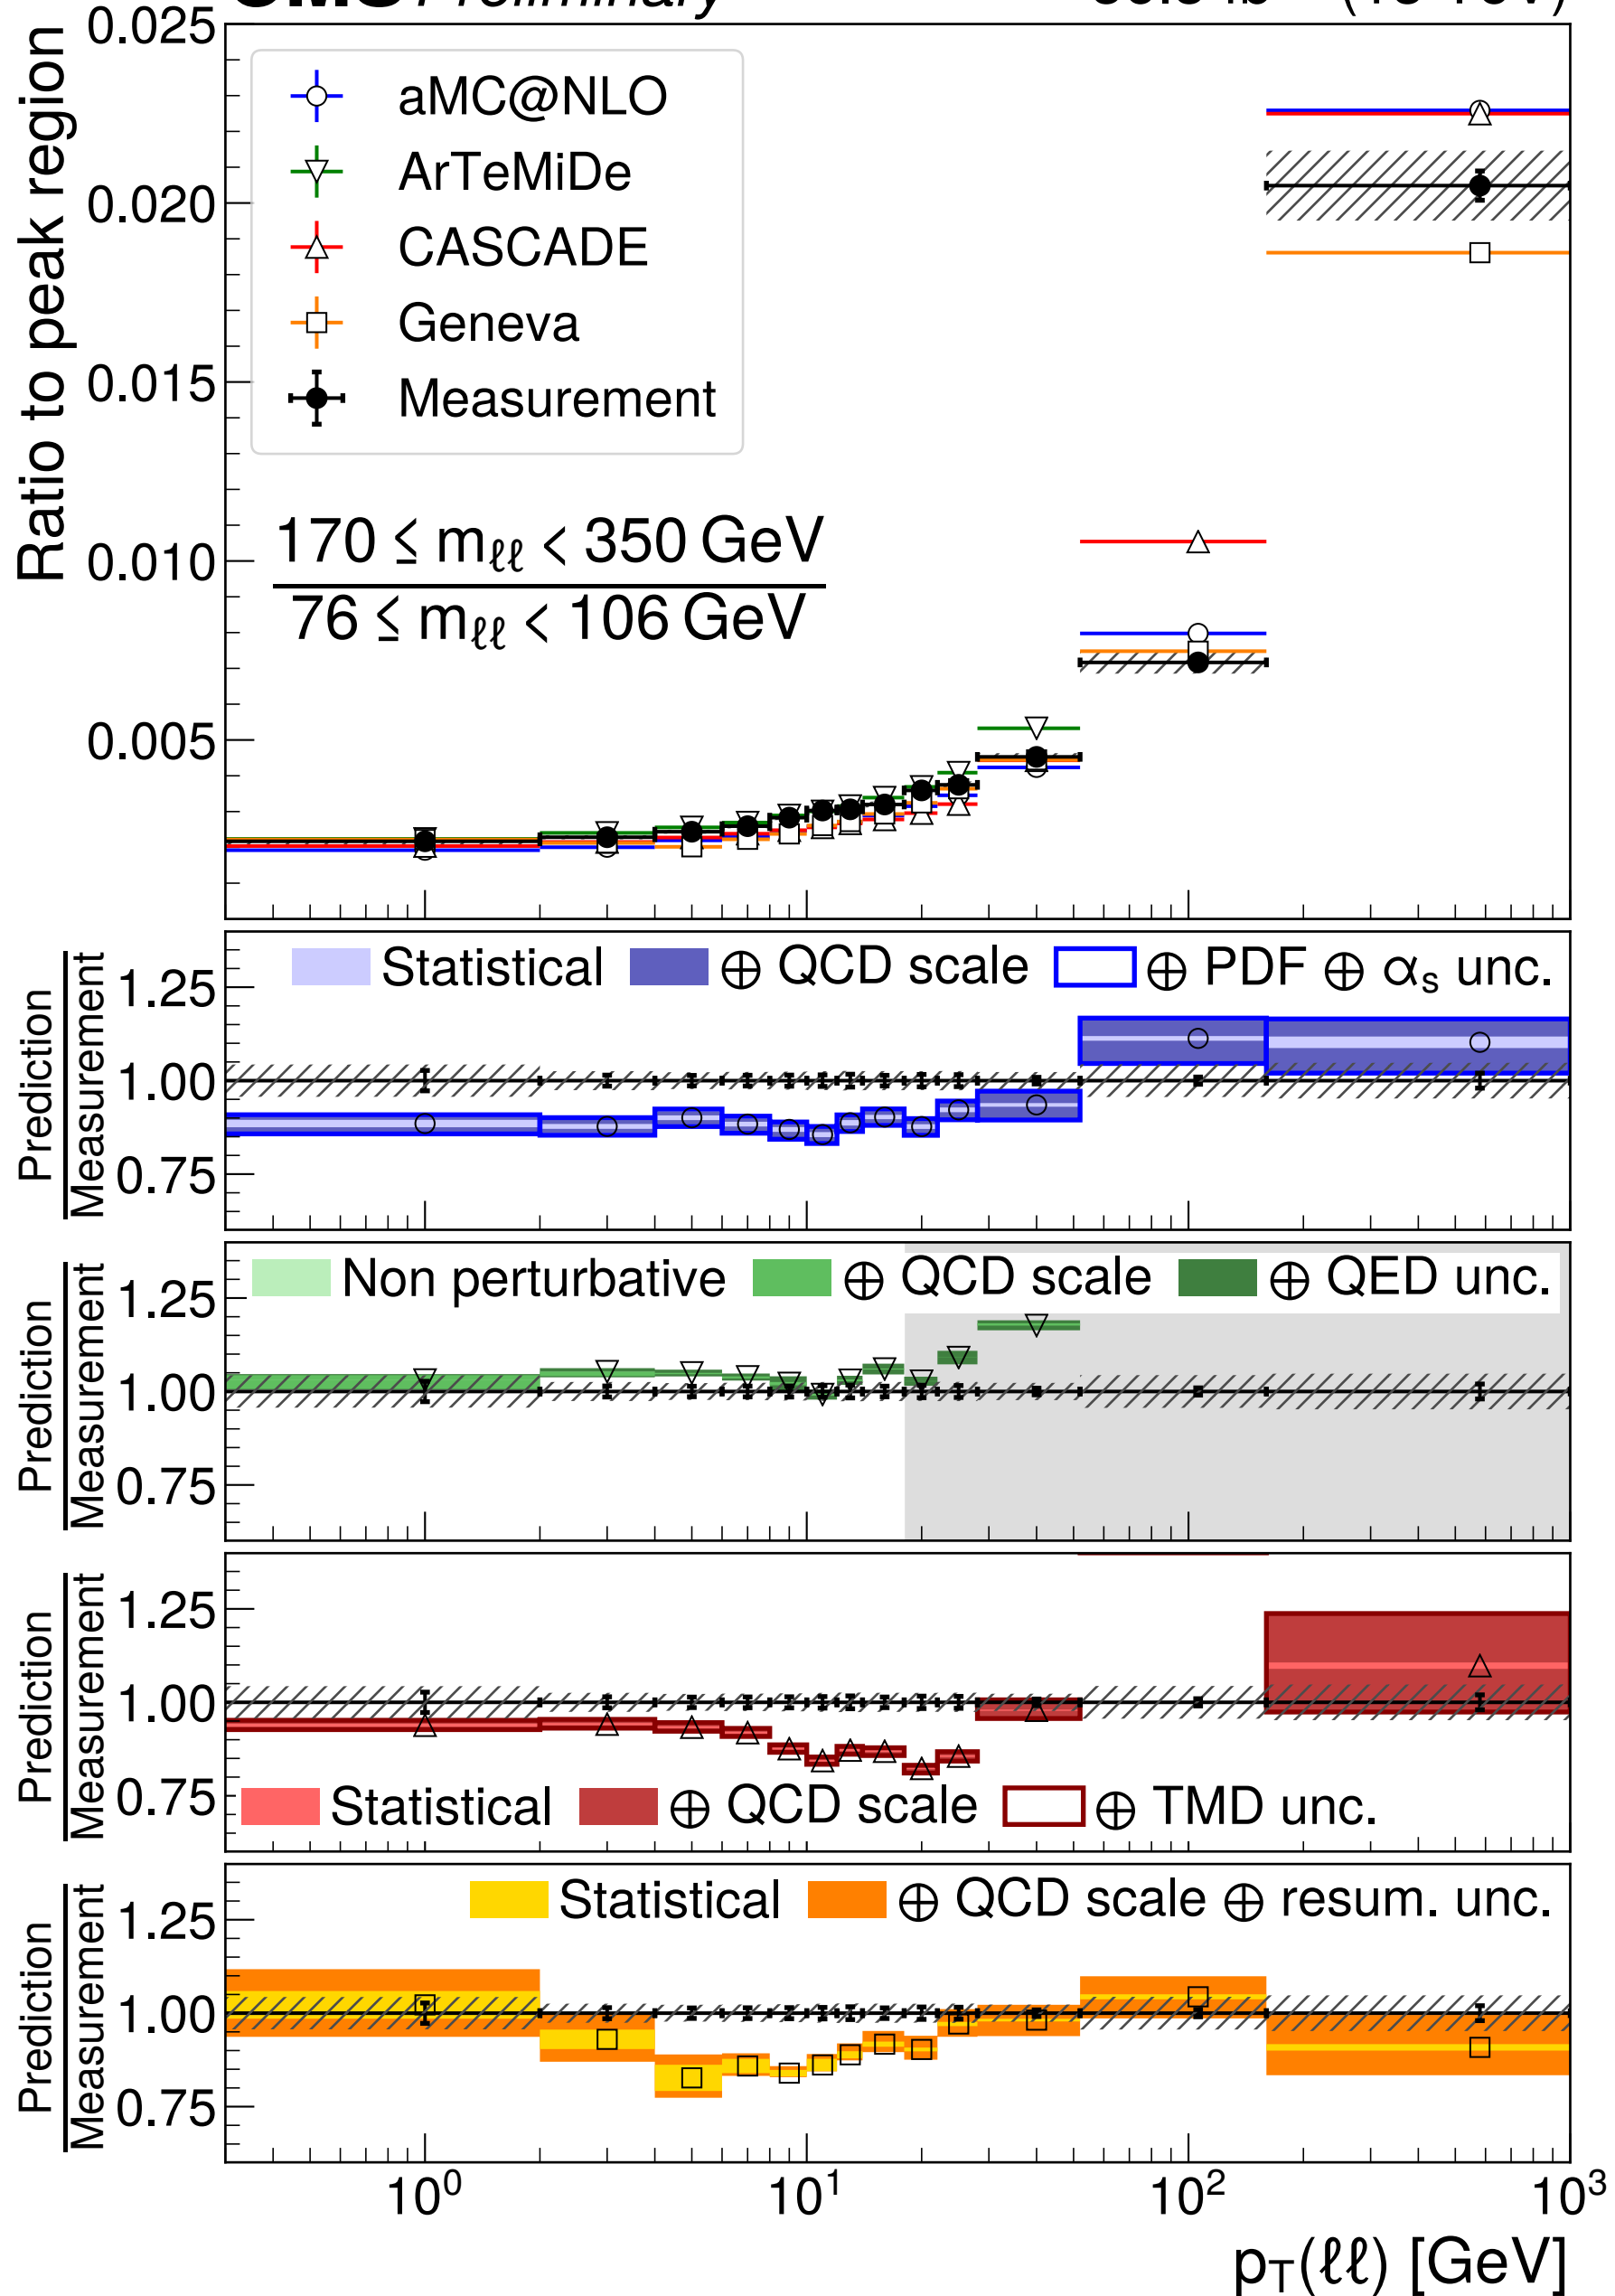 CMS Preliminary
Ratio to peak region
0.025
0.020
0.015
0.010
0.005
aMC@NLO
ArTeMiDe
CASCADE
Geneva
Measurement
170 ≤ mℓℓ < 350 GeV
76 ≤ mℓℓ < 106 GeV
Prediction
Measurement
1.25
1.00
0.75
Statistical ⊕ QCD scale ⊕ PDF ⊕ αs unc.
Prediction
Measurement
1.25
1.00
0.75
Non perturbative ⊕ QCD scale ⊕ QED unc.
Prediction
Measurement
1.25
1.00
0.75
Statistical ⊕ QCD scale ⊕ TMD unc.
Prediction
Measurement
1.25
1.00
0.75
Statistical ⊕ QCD scale ⊕ resum. unc.
10⁰ 10¹ 10² 10³
pT(ℓℓ) [GeV]